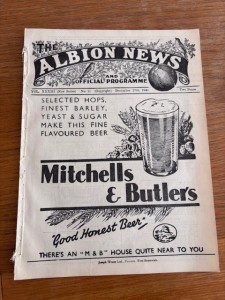 THE
ALBION NEWS
AND
OFFICIAL PROGRAMME
SELECTED HOPS,
FINEST BARLEY,
YEAST & SUGAR
MAKE THIS FINE
FLAVOURED BEER
Mitchells
& Butlers
"Good Honest Beer"
THERE'S AN "M & B" HOUSE QUITE NEAR TO YOU